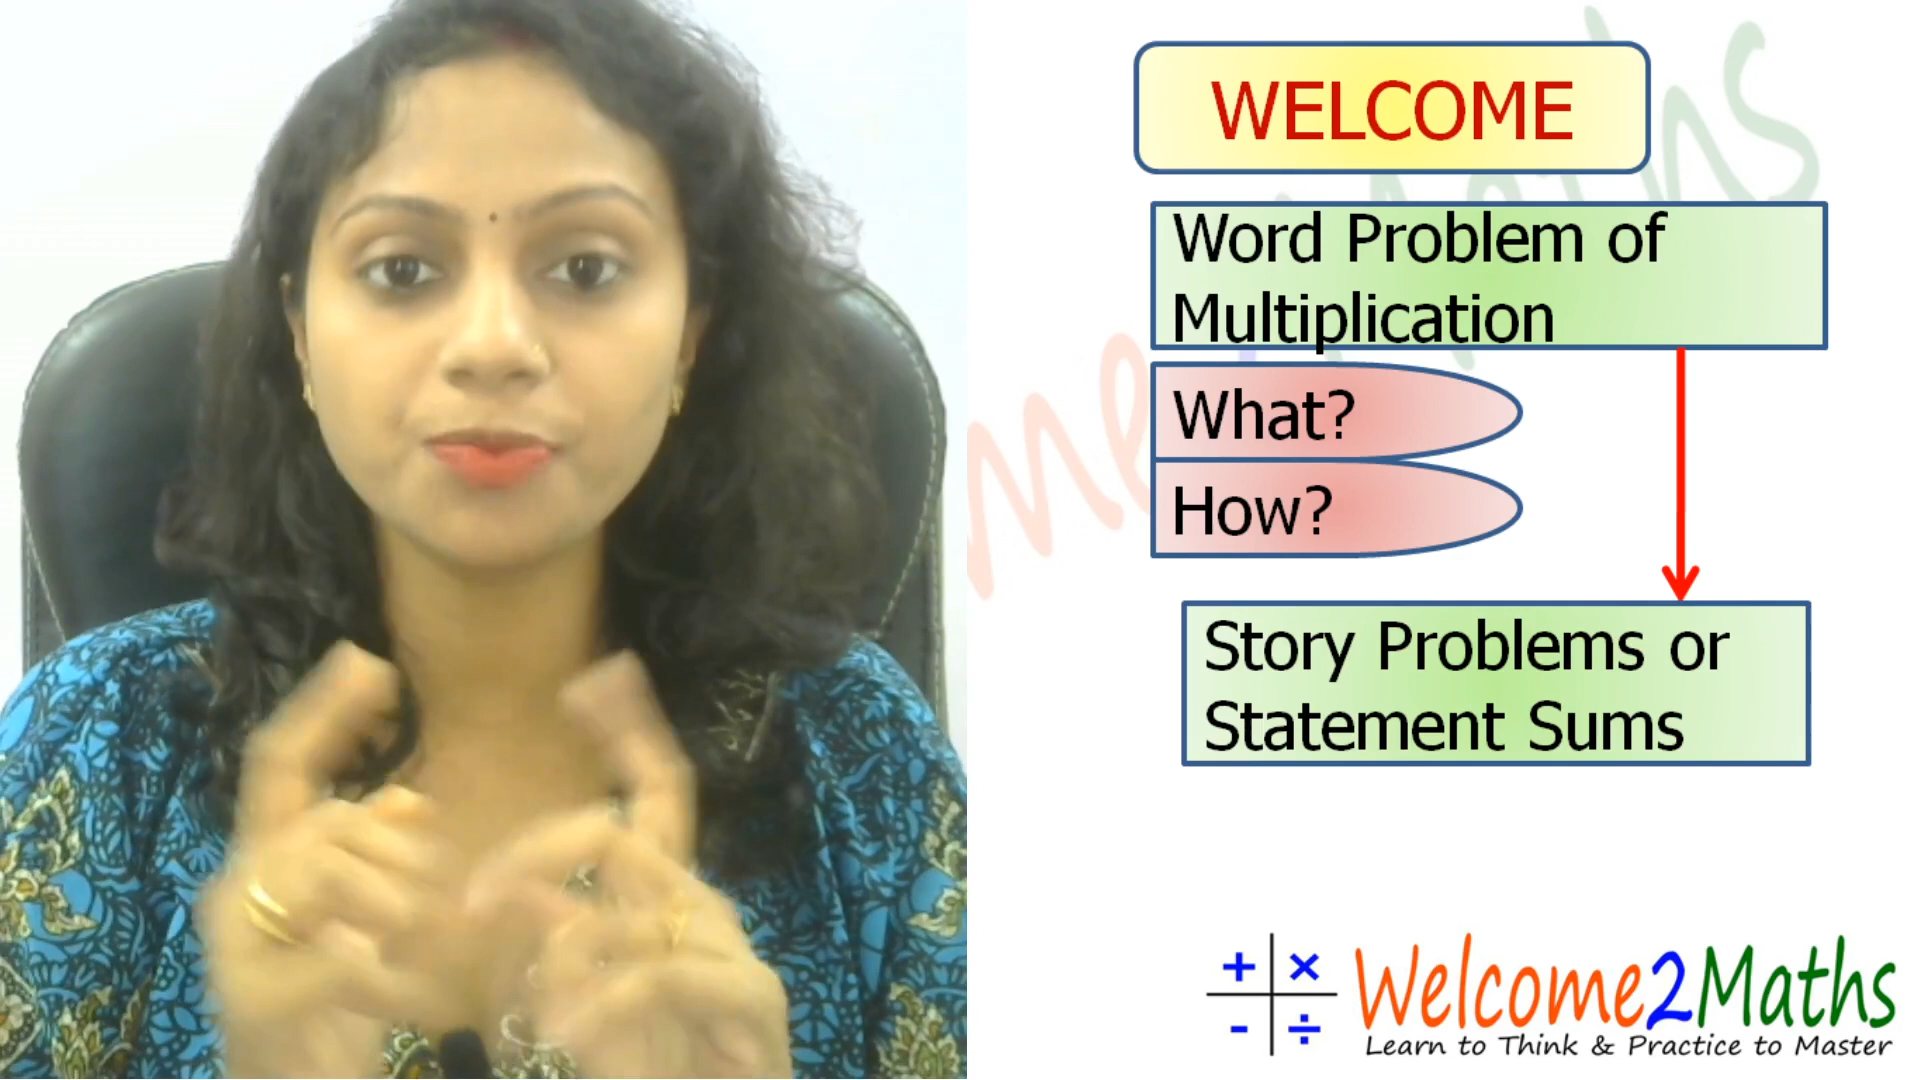 WELCOME
Word Problem of
Multiplication
What?
How?
Story Problems or
Statement Sums
+ ×
- ÷
Welcome2Maths
Learn to Think & Practice to Master